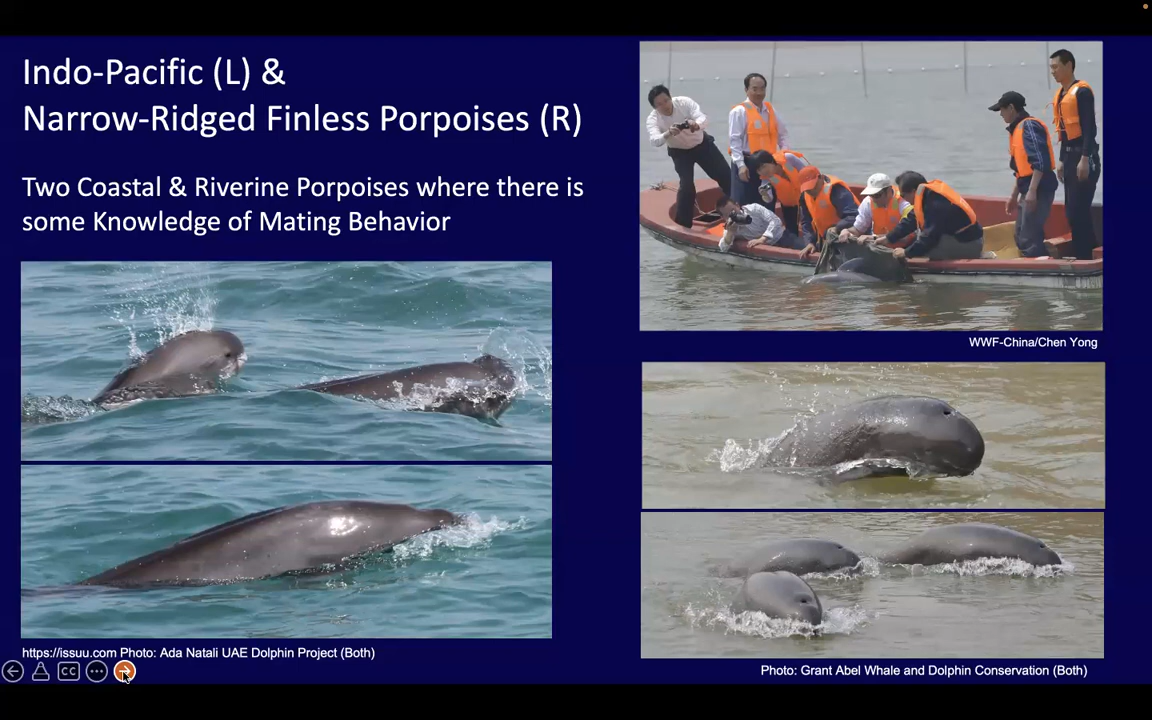 Indo-Pacific (L) &
Narrow-Ridged Finless Porpoises (R)
Two Coastal & Riverine Porpoises where there is
some Knowledge of Mating Behavior
WWF-China/Chen Yong
https://issuu.com Photo: Ada Natali UAE Dolphin Project (Both)
Photo: Grant Abel Whale and Dolphin Conservation (Both)
CC